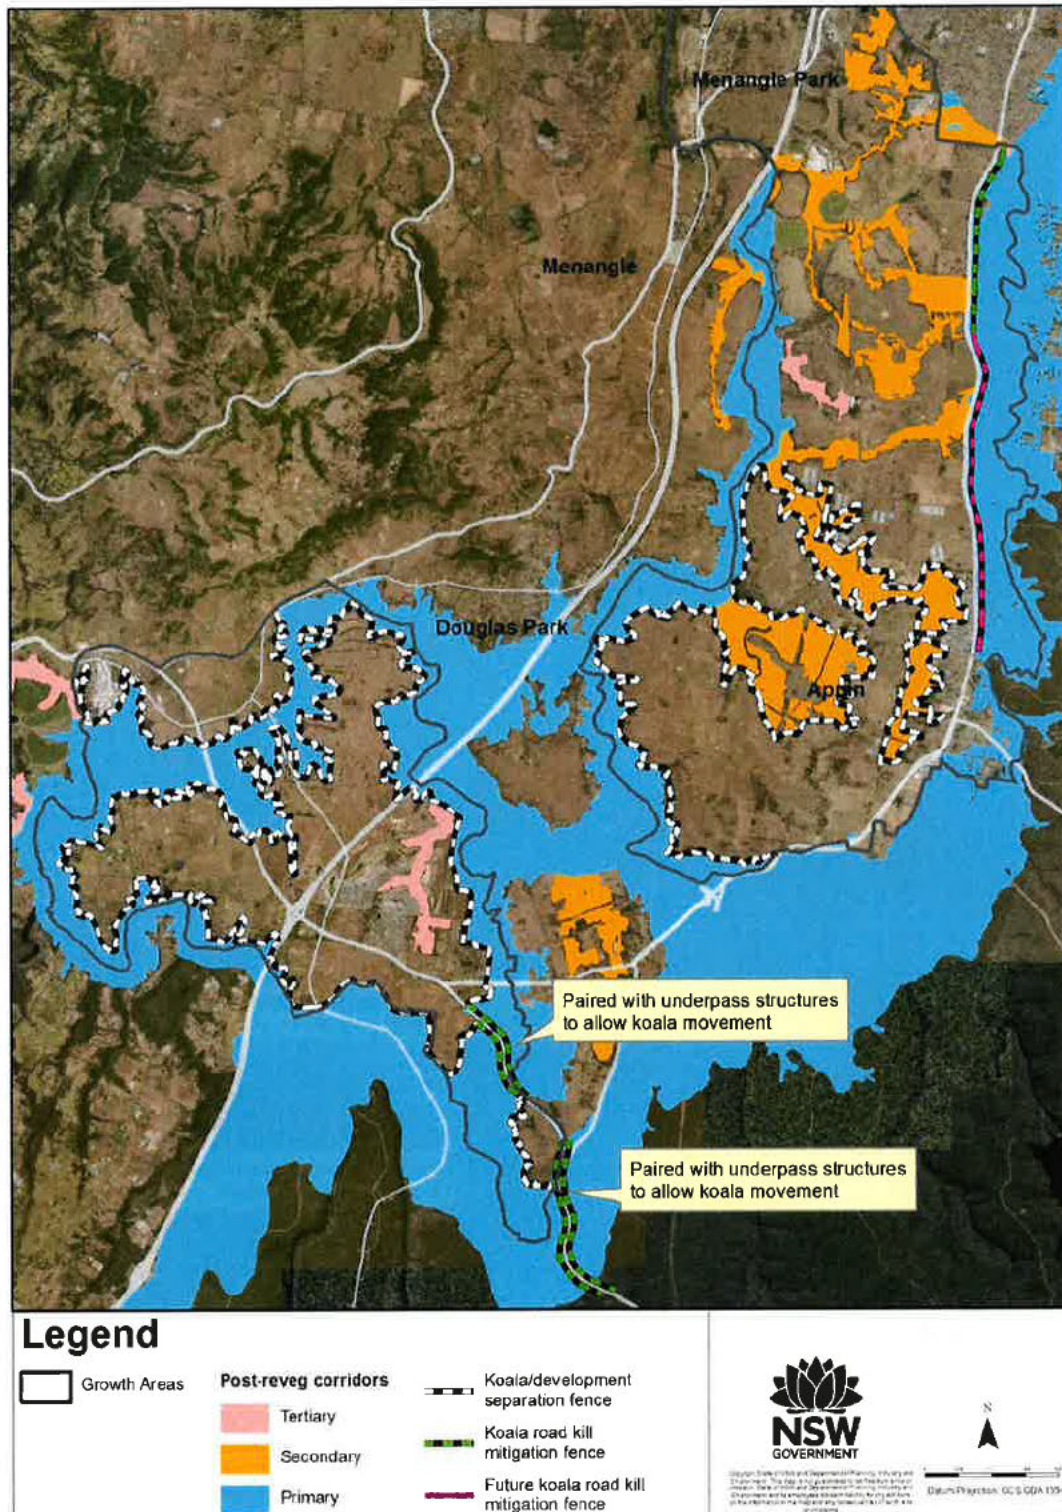 Menangle Park
Menangle
Douglas Park
Appin
Paired with underpass structures
to allow koala movement
Paired with underpass structures
to allow koala movement
Legend
Growth Areas
Post-reveg corridors
Tertiary
Secondary
Primary
Koala/development
separation fence
Koala road kill
mitigation fence
Future koala road kill
mitigation fence
NSW
GOVERNMENT
N